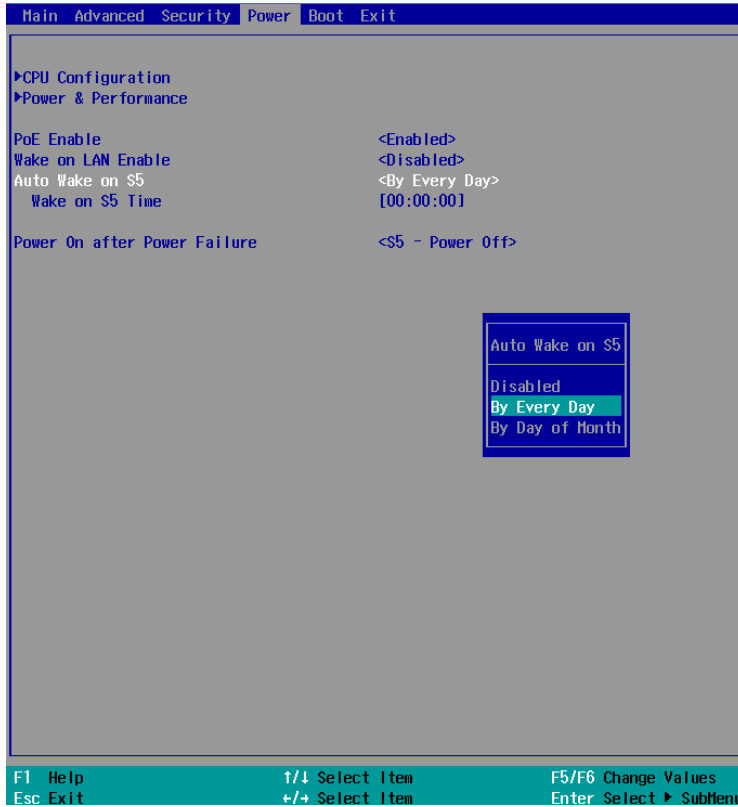 Main Advanced Security Power Boot Exit
▶CPU Configuration
▶Power & Performance
PoE Enable <Enabled>
Wake on LAN Enable <Disabled>
Auto Wake on S5 <By Every Day>
Wake on S5 Time [00:00:00]
Power On after Power Failure <S5 - Power Off>
Auto Wake on S5
Disabled
By Every Day
By Day of Month
F1 Help ↑/↓ Select Item F5/F6 Change Values
Esc Exit ←/→ Select Item Enter Select ▶ SubMenu